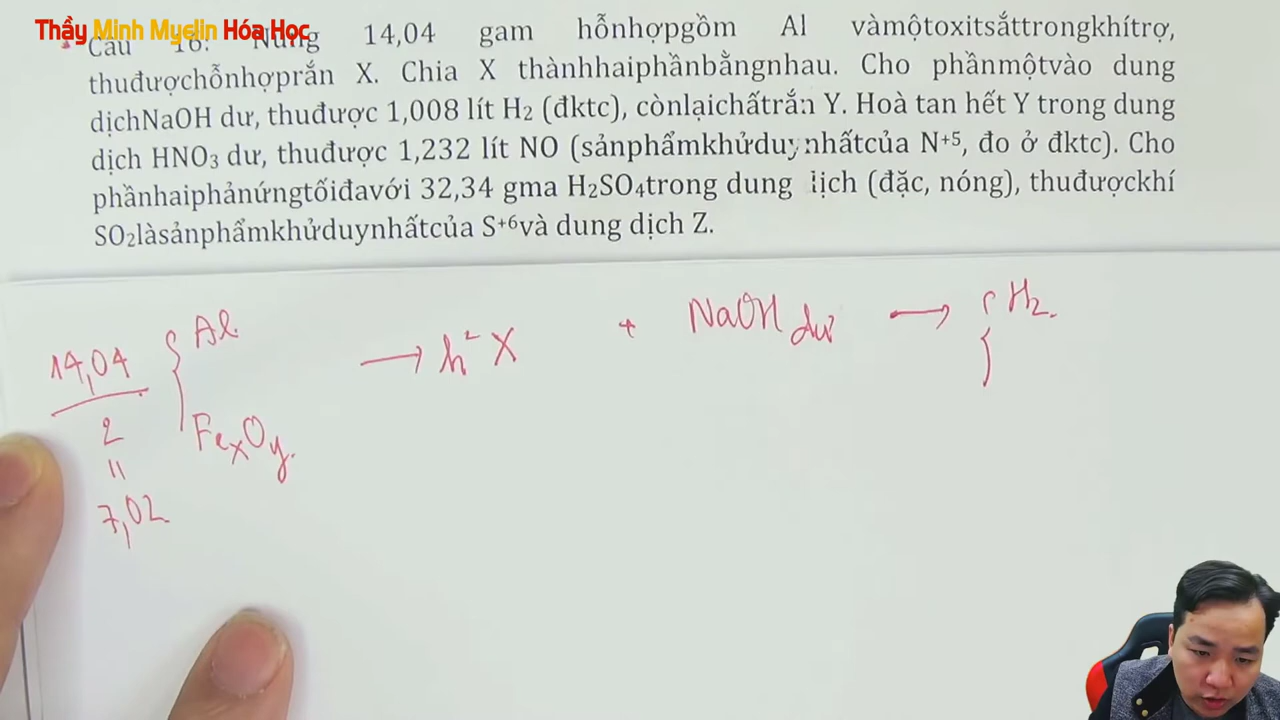 Thầy Minh Myelin Hóa Học
Câu 16: Nung 14,04 gam hỗnhợpgồm Al vàmộtoxitsắttrongkhítrợ,
thuđượchỗnhợprắn X. Chia X thànhhaiphầnbằngnhau. Cho phầnmộtvào dung
dịchNaOH dư, thuđược 1,008 lít H₂ (đktc), cònlạichấtrắn Y. Hoà tan hết Y trong dung
dịch HNO₃ dư, thuđược 1,232 lít NO (sảnphẩmkhửduynhấtcủa N⁺⁵, đo ở đktc). Cho
phầnhaiphảnứngtốiđavới 32,34 gma H₂SO₄trong dung dịch (đặc, nóng), thuđượckhí
SO₂làsảnphẩmkhửduynhấtcủa S⁺⁶và dung dịch Z.
14,04 { Al → h² X + NaOH dư → { H₂.
2 FeₓOᵧ.
||
7,02